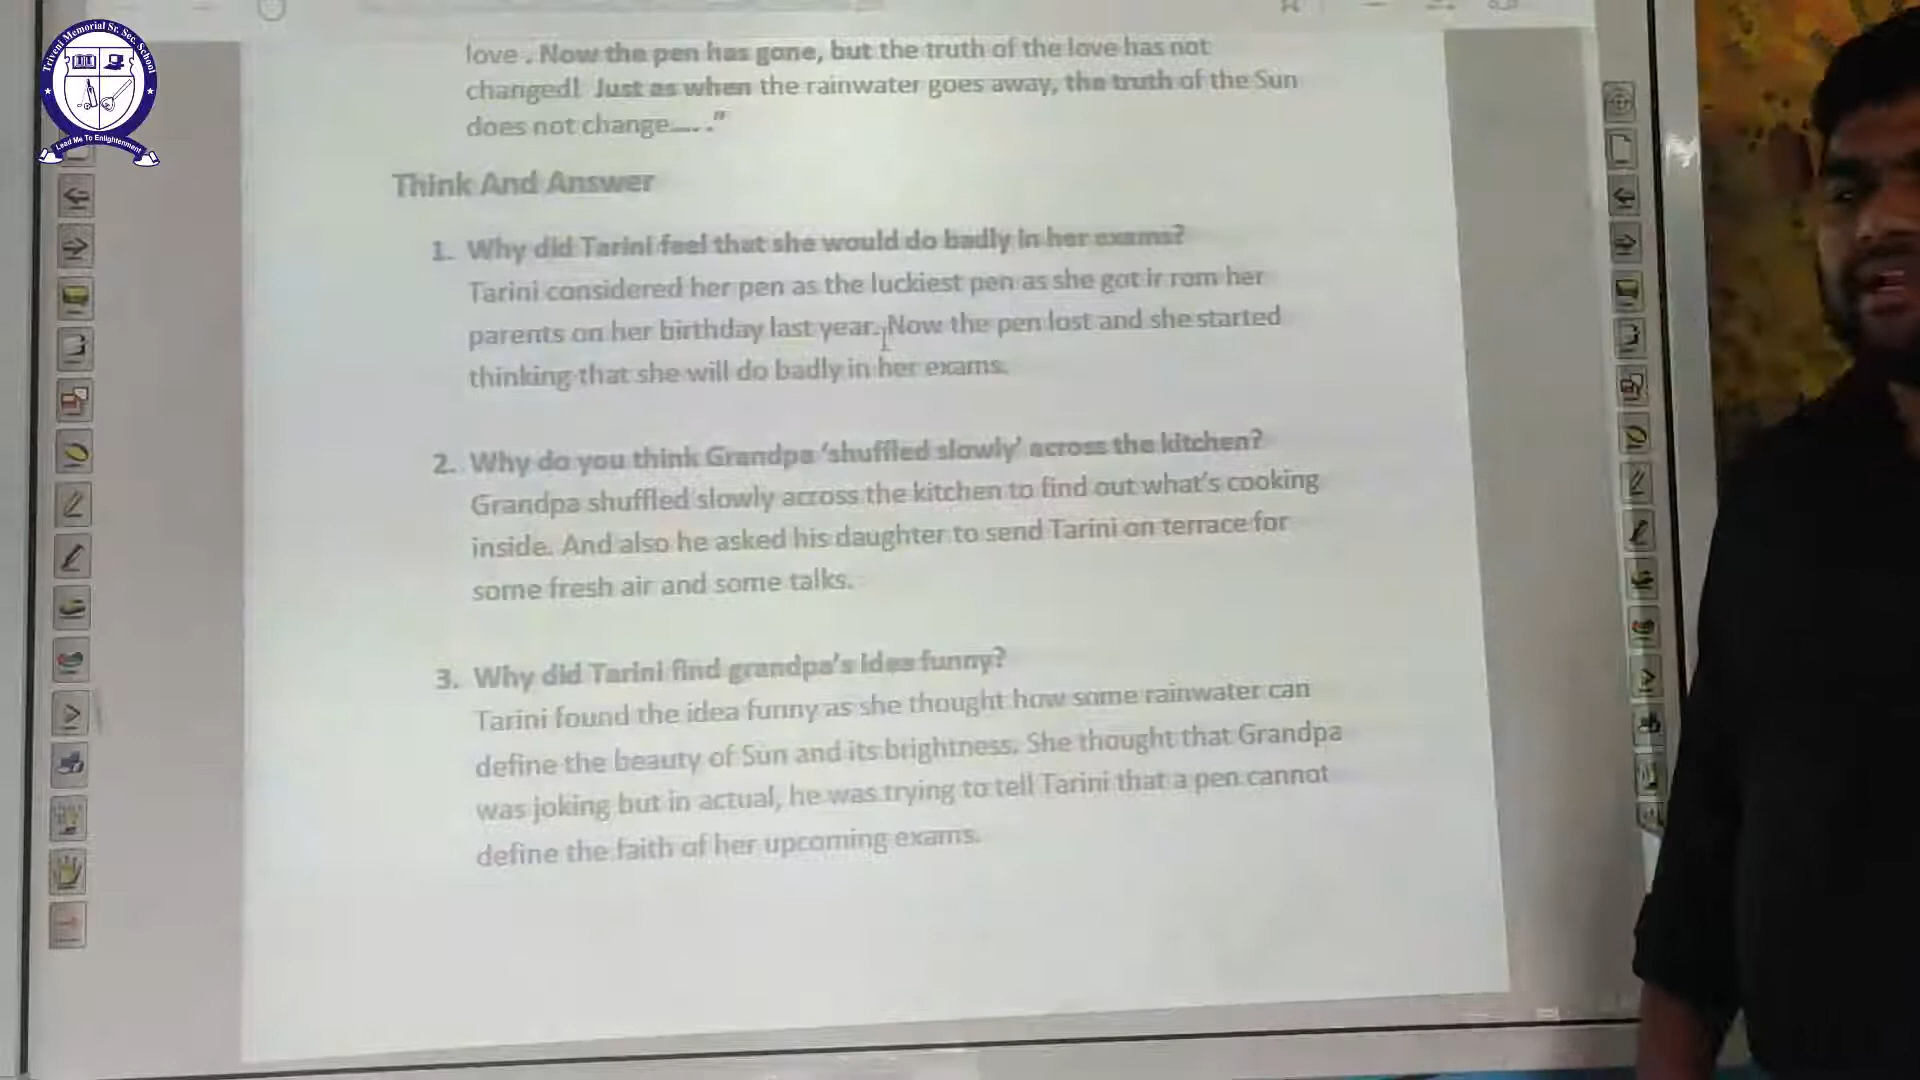 Triveni Memorial Sr. Sec. School
Lead Me To Enlightenment
love . Now the pen has gone, but the truth of the love has not
changed! Just as when the rainwater goes away, the truth of the Sun
does not change..... ."
Think And Answer
1. Why did Tarini feel that she would do badly in her exams?
Tarini considered her pen as the luckiest pen as she got ir rom her
parents on her birthday last year. Now the pen lost and she started
thinking that she will do badly in her exams.
2. Why do you think Grandpa ‘shuffled slowly’ across the kitchen?
Grandpa shuffled slowly across the kitchen to find out what's cooking
inside. And also he asked his daughter to send Tarini on terrace for
some fresh air and some talks.
3. Why did Tarini find grandpa's idea funny?
Tarini found the idea funny as she thought how some rainwater can
define the beauty of Sun and its brightness. She thought that Grandpa
was joking but in actual, he was trying to tell Tarini that a pen cannot
define the faith of her upcoming exams.